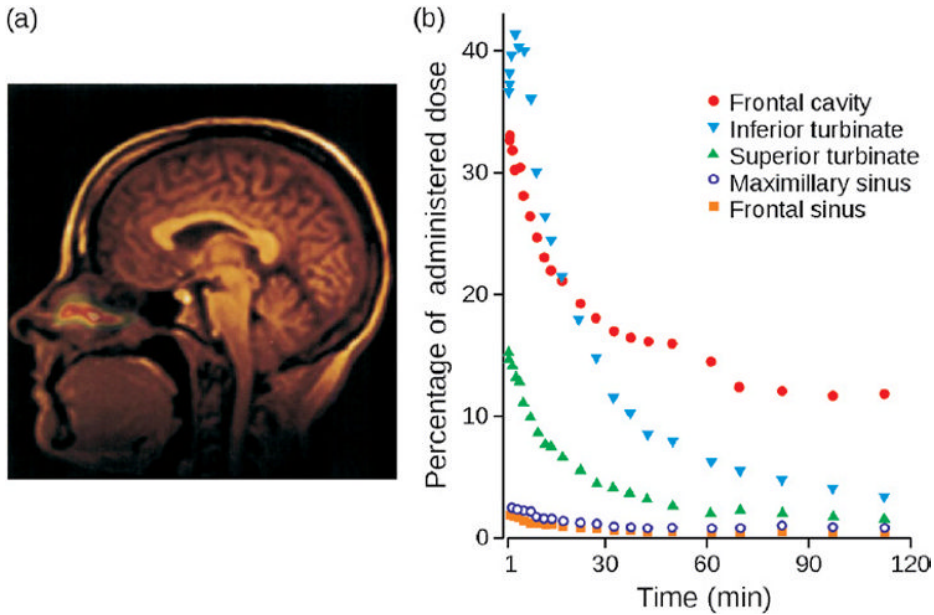 (a)
(b)
Percentage of administered dose
40
30
20
10
0
Frontal cavity
Inferior turbinate
Superior turbinate
Maximillary sinus
Frontal sinus
1 30 60 90 120
Time (min)